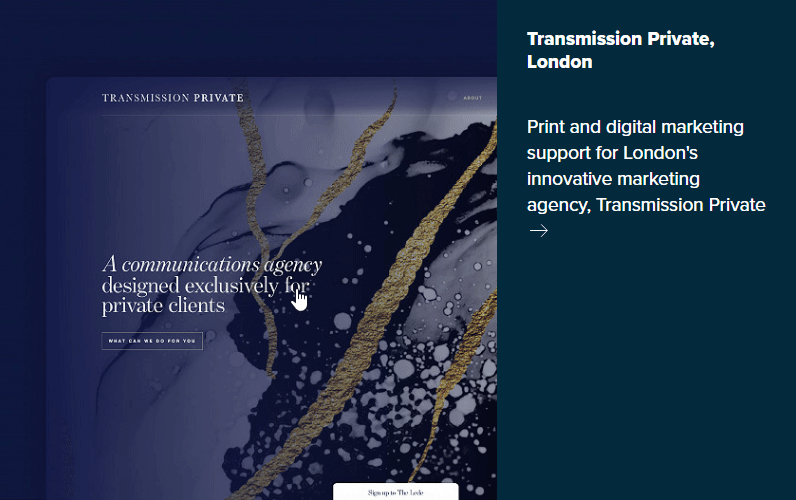 TRANSMISSION PRIVATE
ABOUT
A communications agency
designed exclusively for
private clients
WHAT CAN WE DO FOR YOU
Sign up to The Lede
Transmission Private,
London
Print and digital marketing
support for London's
innovative marketing
agency, Transmission Private
→